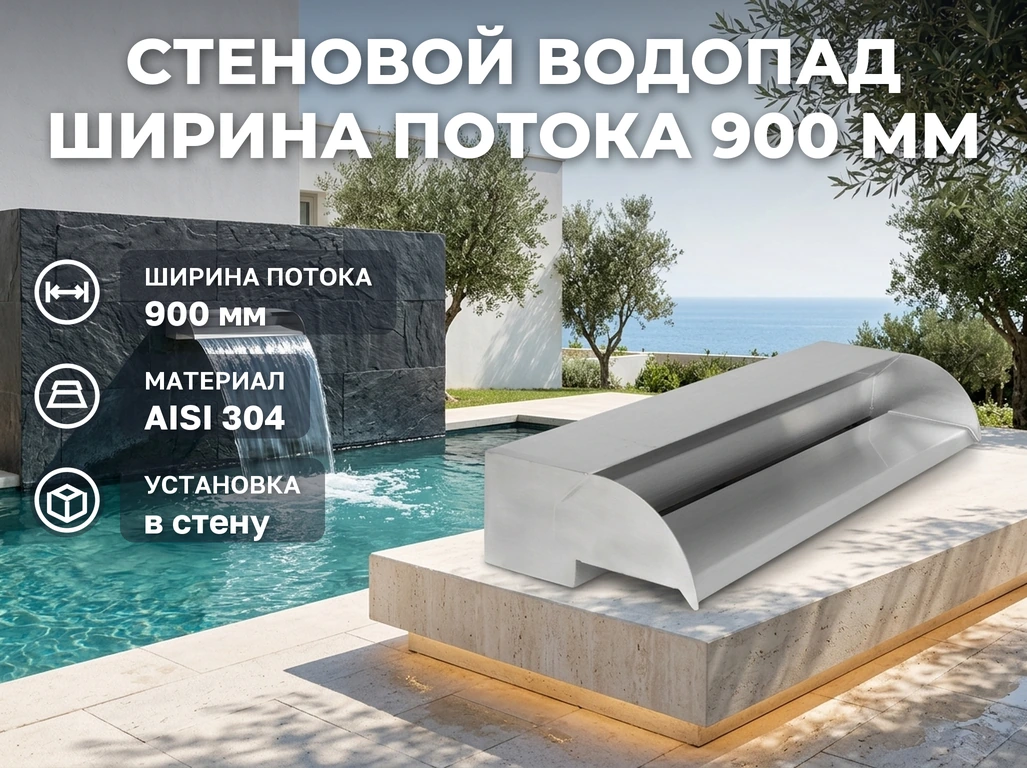 СТЕНОВОЙ ВОДОПАД
ШИРИНА ПОТОКА 900 ММ
ШИРИНА ПОТОКА
900 мм
МАТЕРИАЛ
AISI 304
УСТАНОВКА
в стену